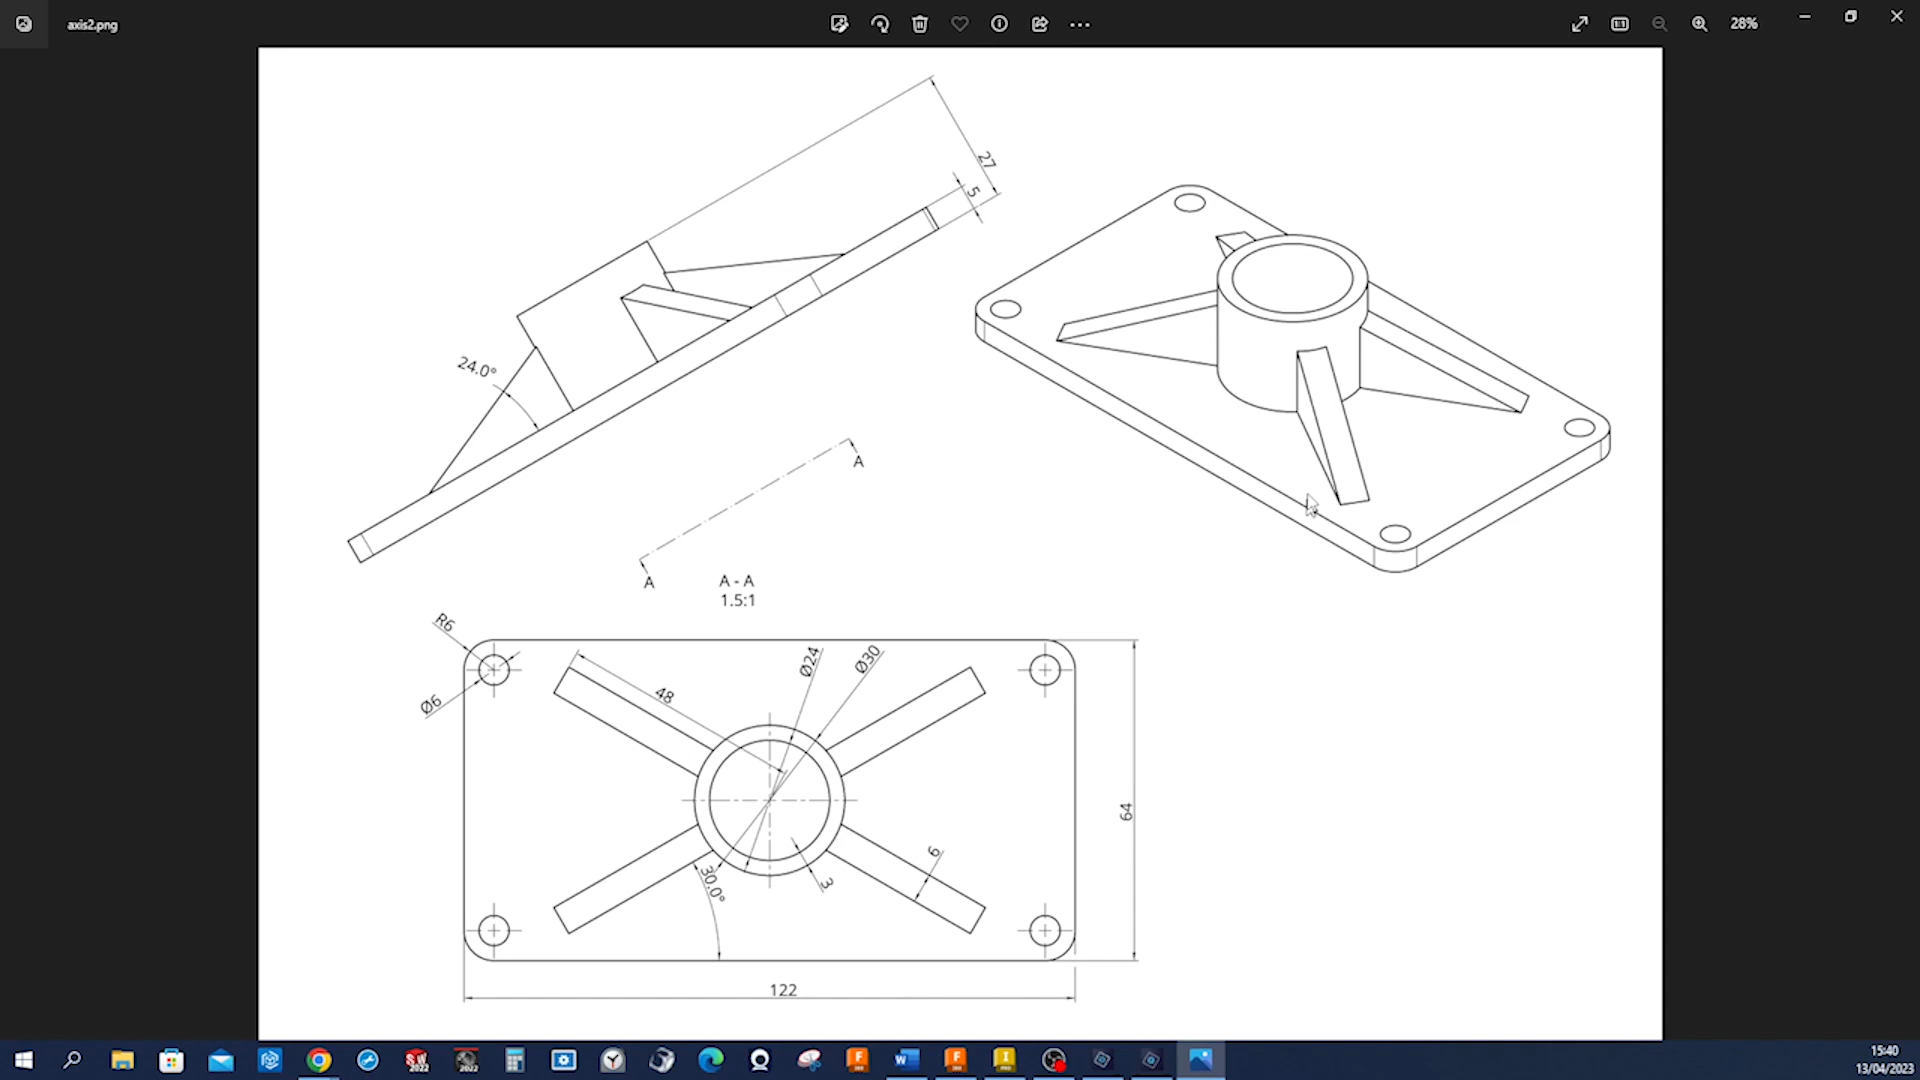 axis2.png
28%
27
5
24.0°
A
A
A - A
1.5:1
R6
Ø24
Ø30
48
Ø6
64
6
30.0°
3
122
15:40
13/04/2023